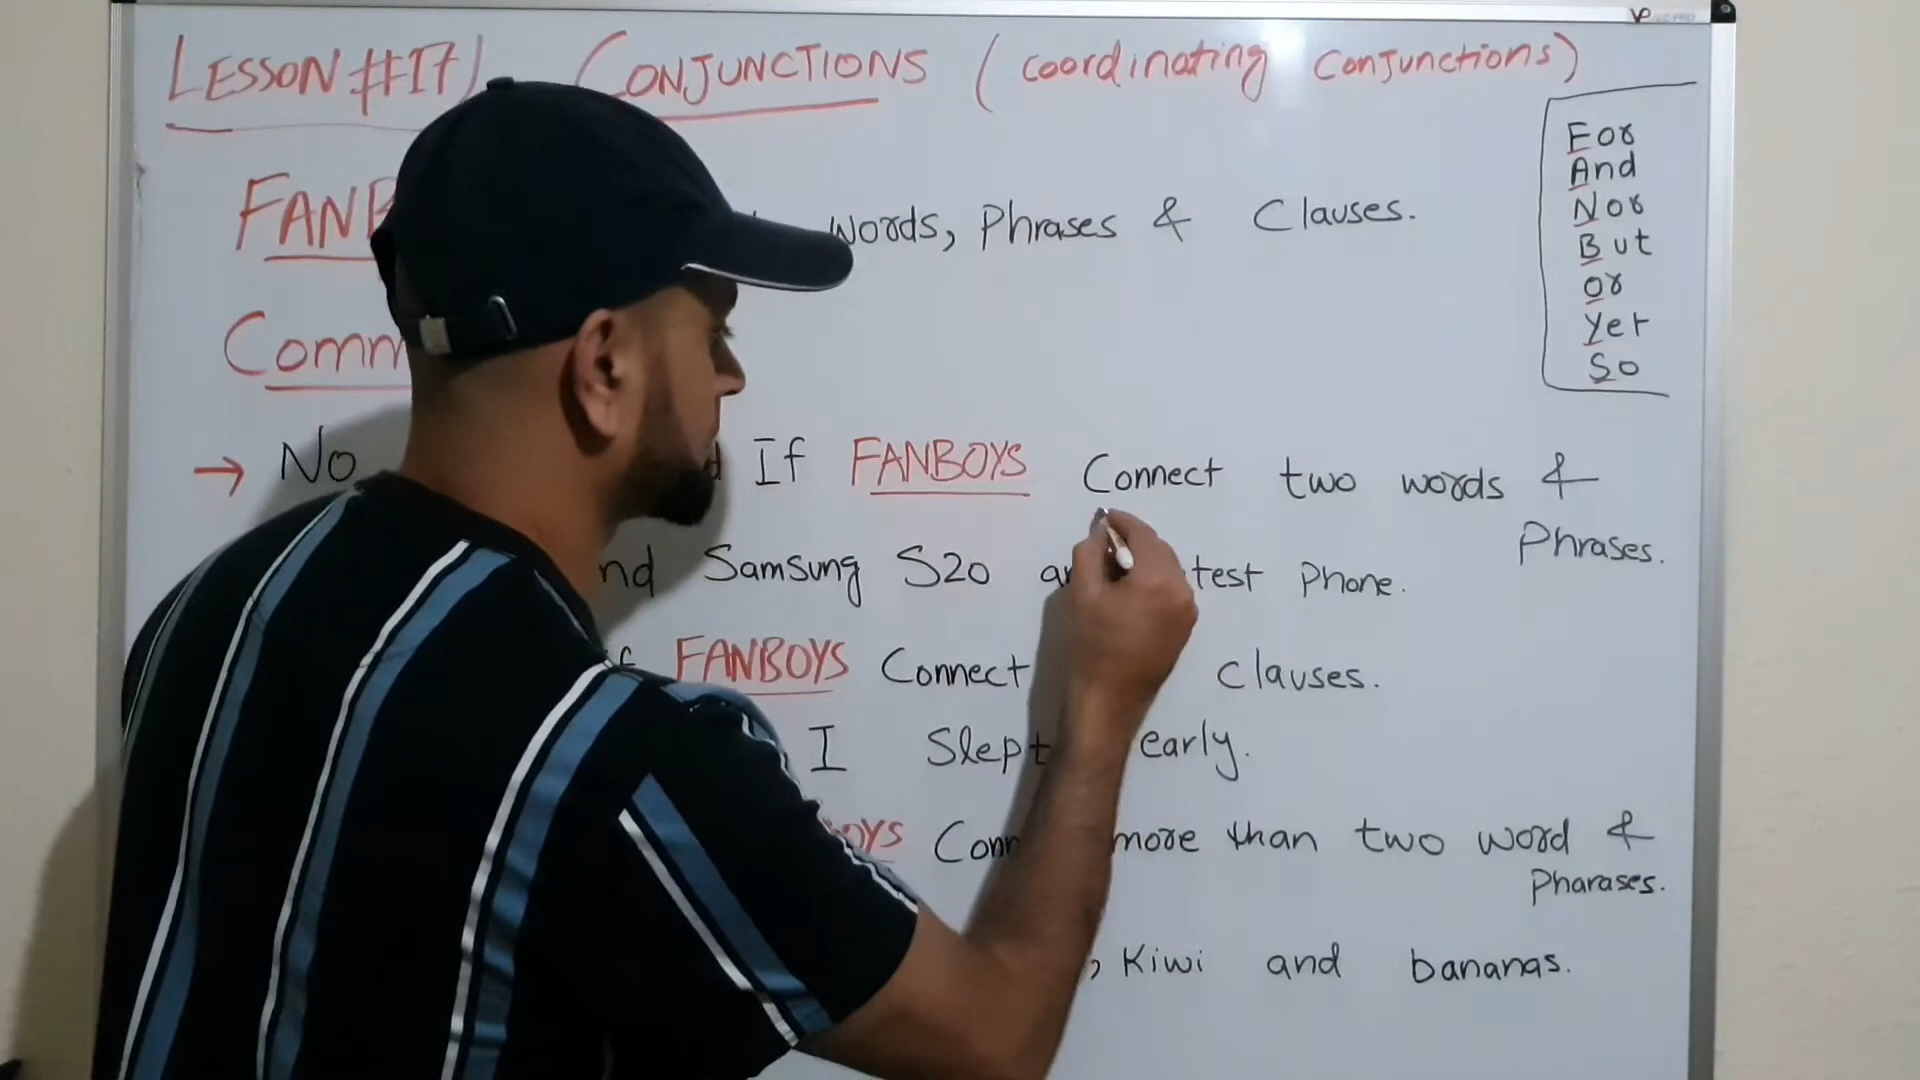 LESSON #17) CONJUNCTIONS (coordinating conjunctions)
For
And
Nor
But
or
yet
So
FANB words, Phrases & Clauses.
Comm
→ No If FANBOYS Connect two words &
Phrases.
nd Samsung S20 test Phone.
FANBOYS Connect clauses.
I Slept early.
OYS Conn more than two word &
Pharases.
, Kiwi and bananas.